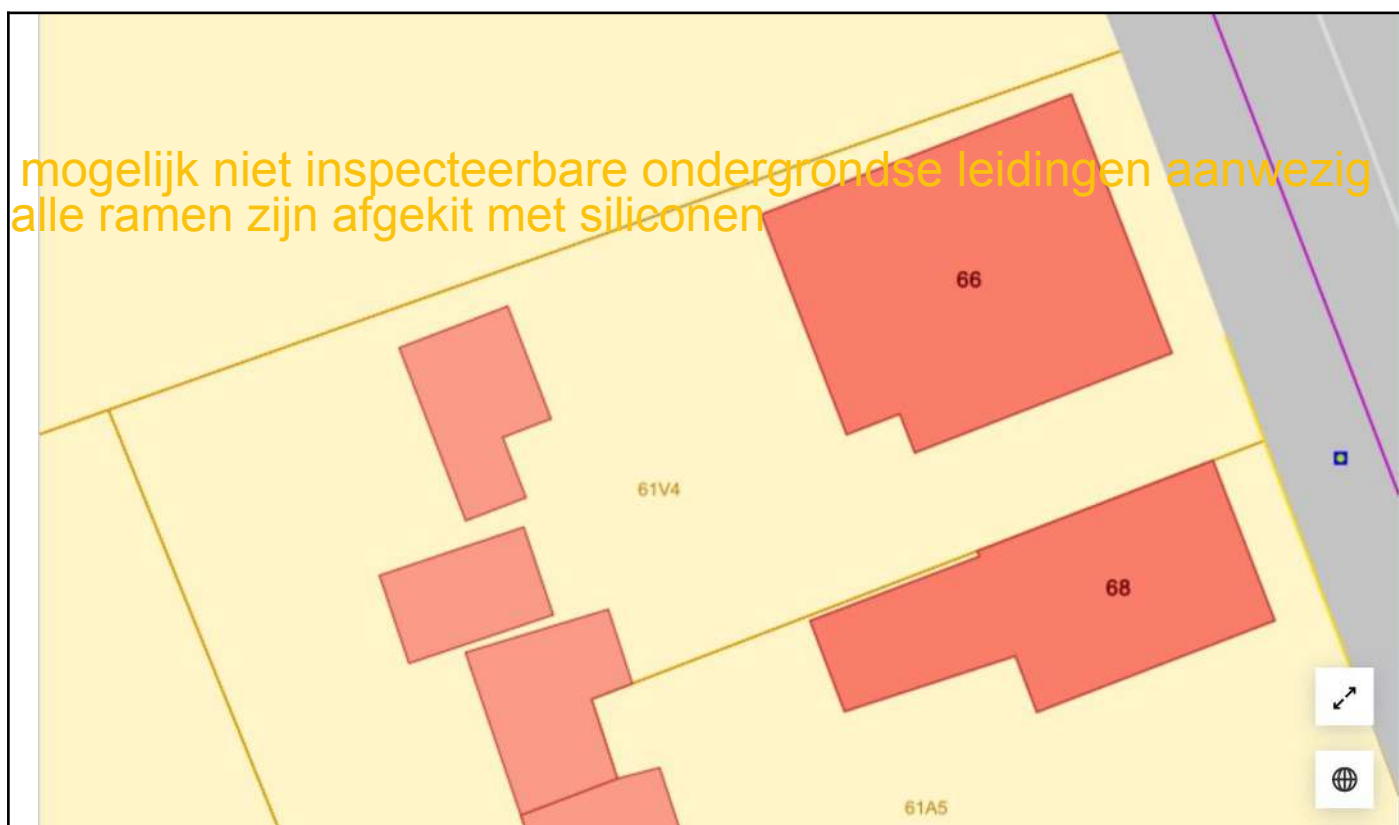 mogelijk niet inspecteerbare ondergrondse leidingen aanwezig
alle ramen zijn afgekit met siliconen
66
61V4
68
61A5